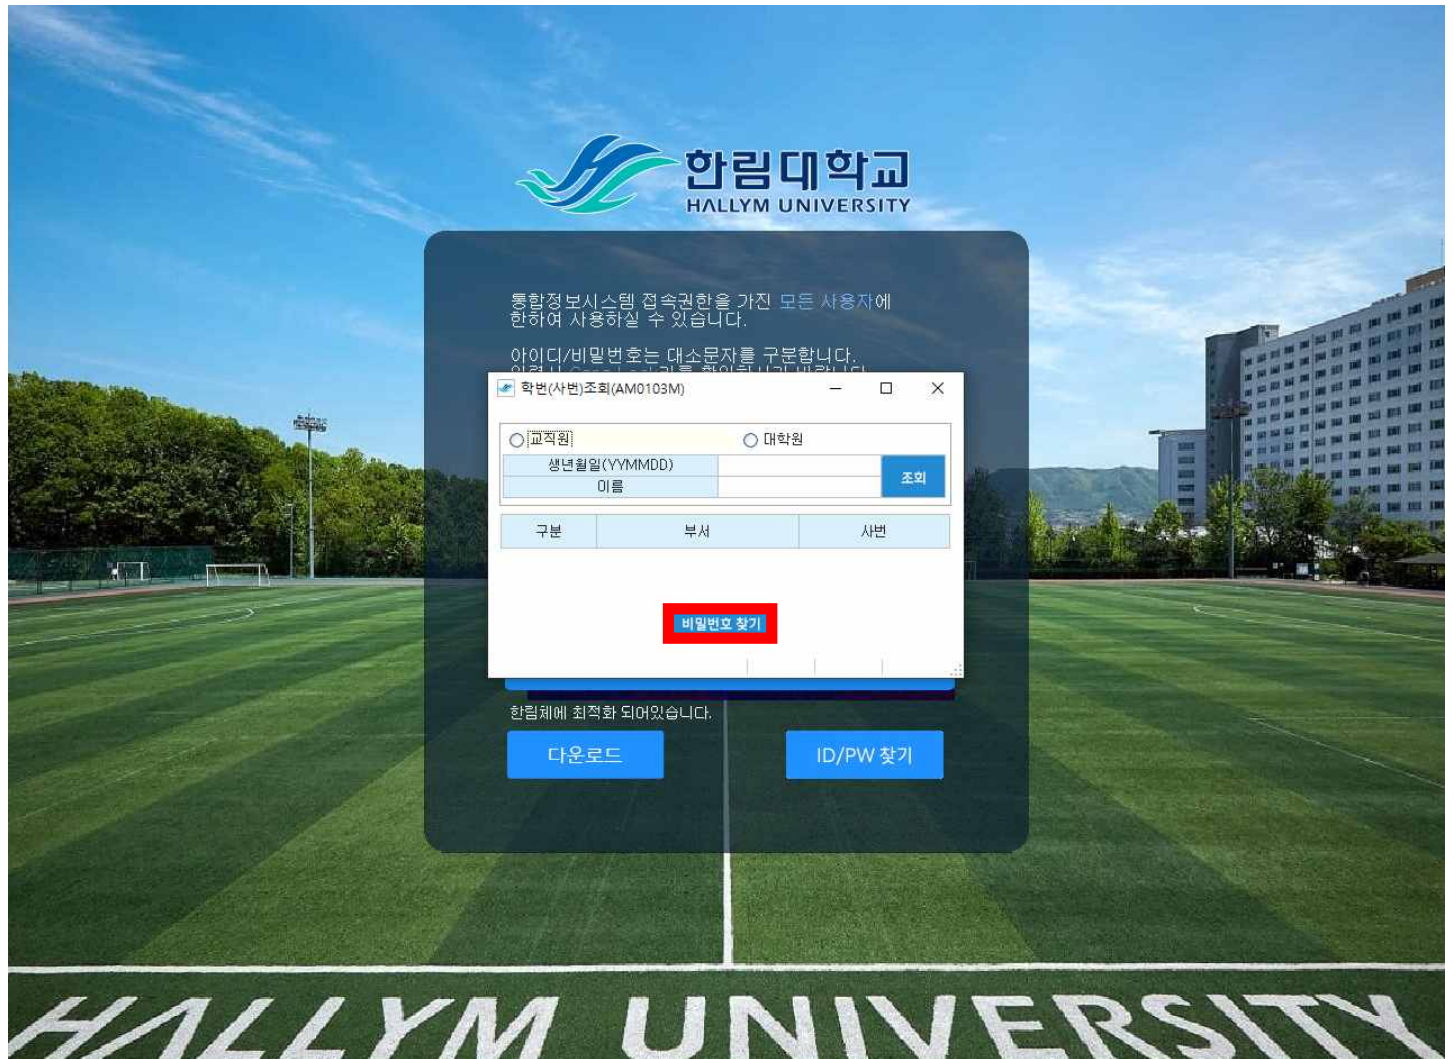 한림대학교
HALLYM UNIVERSITY
통합정보시스템 접속권한을 가진 모든 사용자에
한하여 사용하실 수 있습니다.
아이디/비밀번호는 대소문자를 구분합니다.
학번(사번)조회(AM0103M)
교직원 대학원
생년월일(YYMMDD)
이름
조회
구분 부서 사번
비밀번호 찾기
한림체에 최적화 되어있습니다.
다운로드 ID/PW 찾기
HALLYM UNIVERSITY